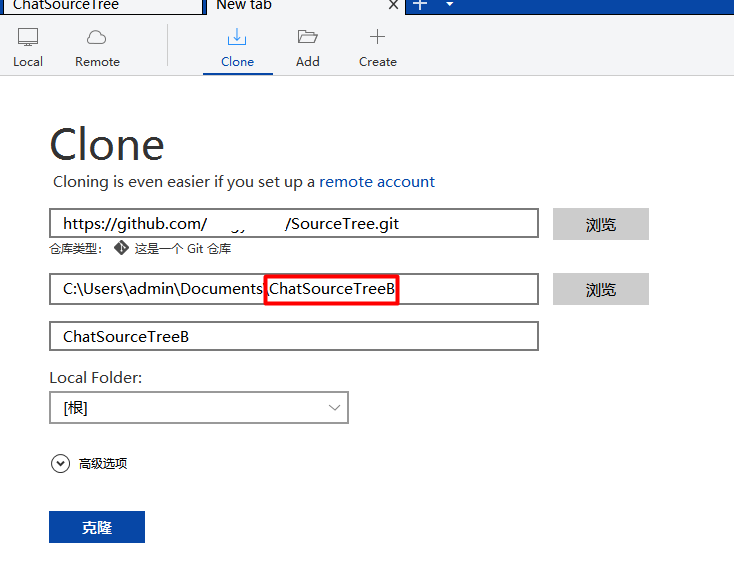 ChatSourceTree New tab
Local Remote Clone Add Create
Clone
Cloning is even easier if you set up a remote account
https://github.com/ /SourceTree.git 浏览
仓库类型: 这是一个 Git 仓库
C:\Users\admin\Documents\ChatSourceTreeB 浏览
ChatSourceTreeB
Local Folder:
[根]
高级选项
克隆